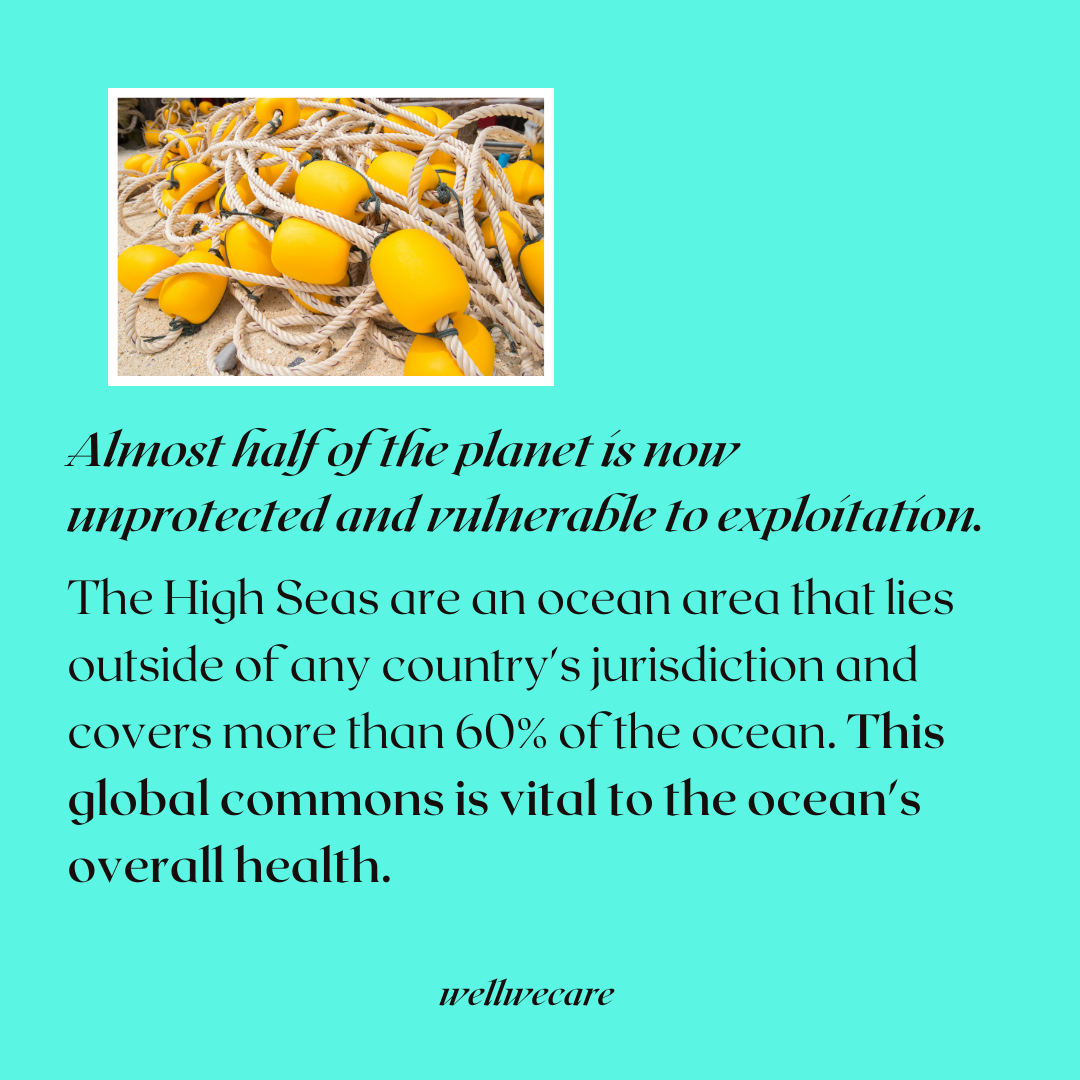 Almost half of the planet is now
unprotected and vulnerable to exploitation.
The High Seas are an ocean area that lies
outside of any country's jurisdiction and
covers more than 60% of the ocean. This
global commons is vital to the ocean's
overall health.
wellwecare